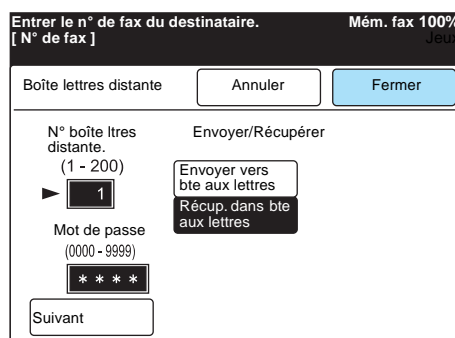 Entrer le n° de fax du destinataire. Mém. fax 100%
[ N° de fax ] Jeux
Boîte lettres distante Annuler Fermer
N° boîte ltres
distante.
Envoyer/Récupérer
(1 - 200)
1
Envoyer vers
bte aux lettres
Récup. dans bte
aux lettres
Mot de passe
(0000 - 9999)
* * * *
Suivant